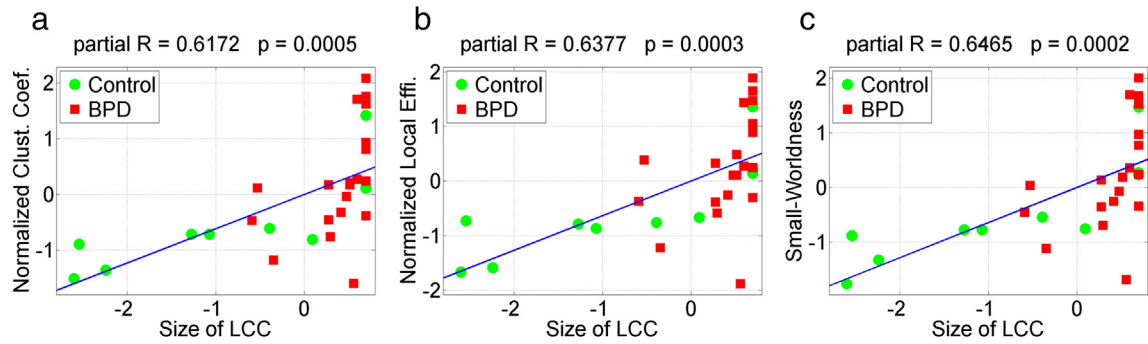 a
partial R = 0.6172 p = 0.0005
Normalized Clust. Coef.
Control
BPD
2
1
0
-1
-2
-1
0
Size of LCC
b
partial R = 0.6377 p = 0.0003
Normalized Local Effi.
Control
BPD
2
1
0
-1
-2
-2
-1
0
Size of LCC
c
partial R = 0.6465 p = 0.0002
Small-Worldness
Control
BPD
2
1
0
-1
-2
-1
0
Size of LCC